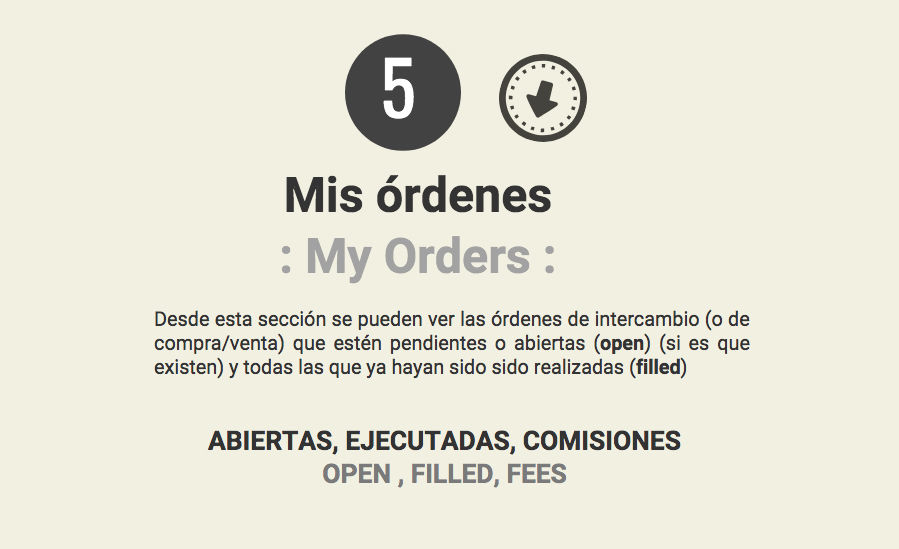 5
Mis órdenes
: My Orders :
Desde esta sección se pueden ver las órdenes de intercambio (o de
compra/venta) que estén pendientes o abiertas (open) (si es que
existen) y todas las que ya hayan sido sido realizadas (filled)
ABIERTAS, EJECUTADAS, COMISIONES
OPEN , FILLED, FEES